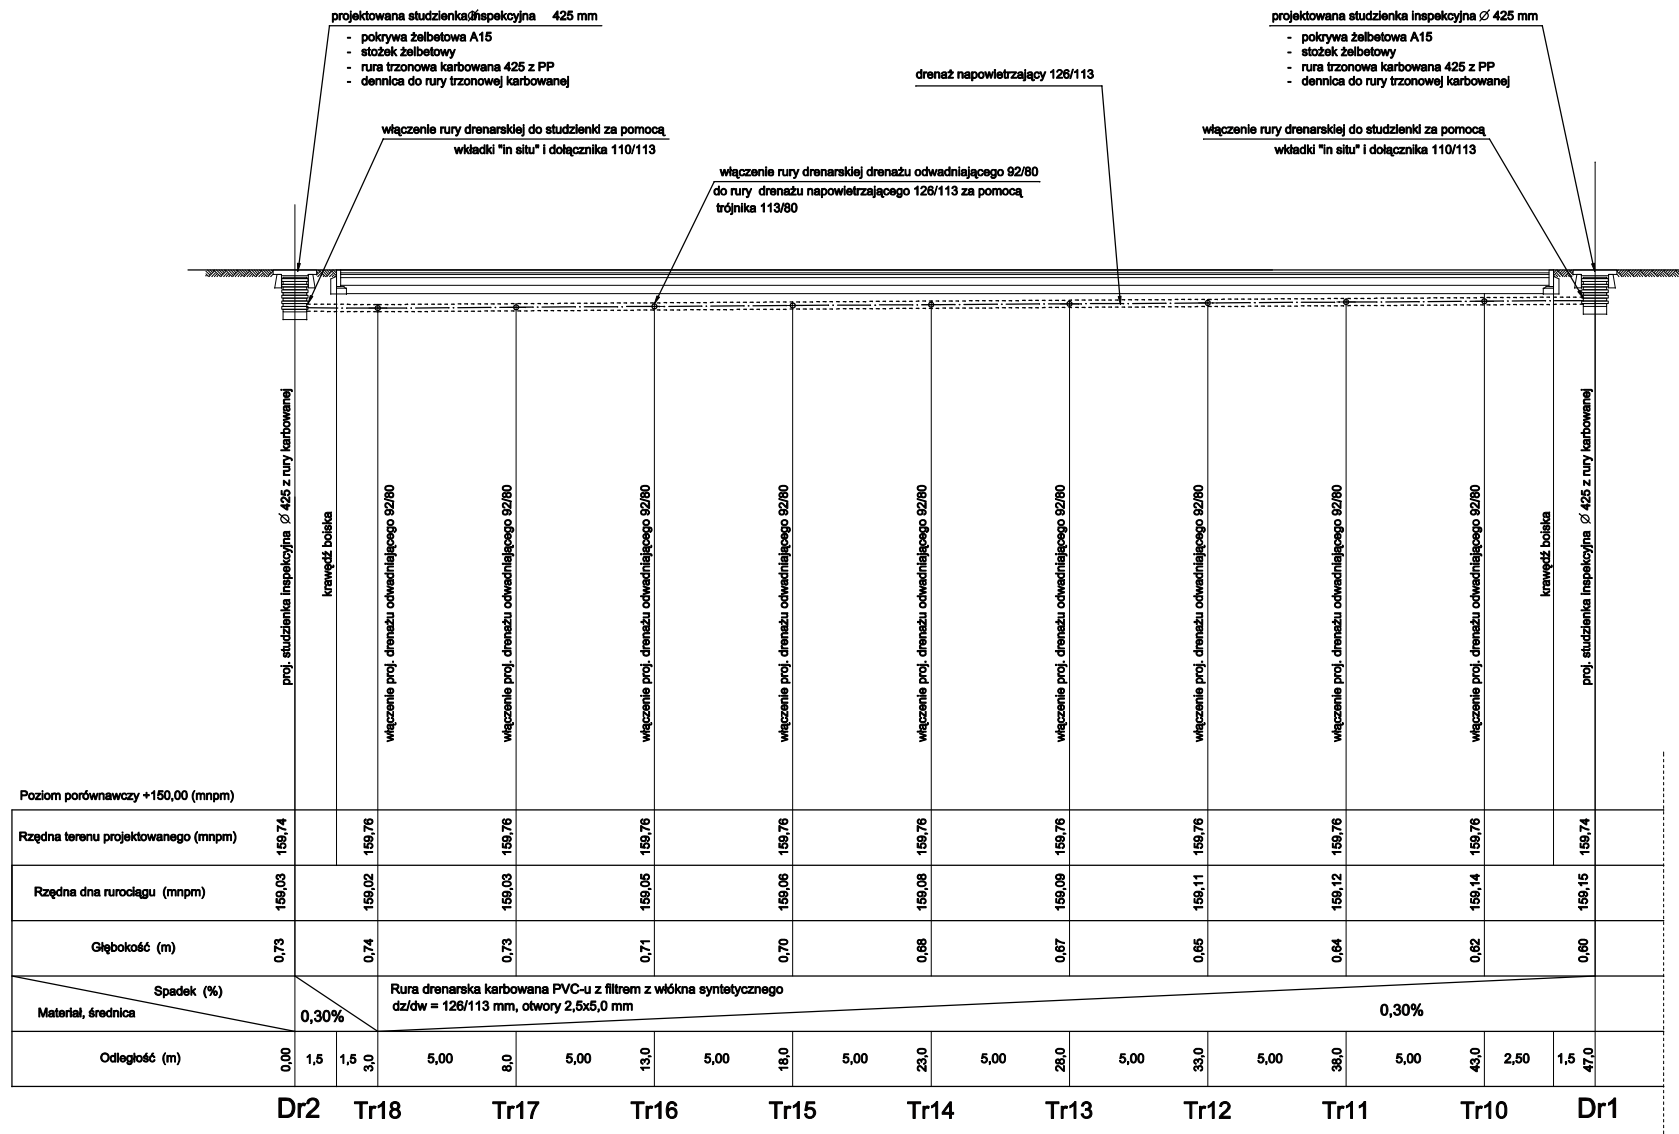 projektowana studzienka∅inspekcyjna 425 mm
- pokrywa żelbetowa A15
- stożek żelbetowy
- rura trzonowa karbowana 425 z PP
- dennica do rury trzonowej karbowanej
projektowana studzienka inspekcyjna ∅ 425 mm
- pokrywa żelbetowa A15
- stożek żelbetowy
- rura trzonowa karbowana 425 z PP
- dennica do rury trzonowej karbowanej
drenaż napowietrzający 126/113
włączenie rury drenarskiej do studzienki za pomocą
wkładki "in situ" i dołącznika 110/113
włączenie rury drenarskiej do studzienki za pomocą
wkładki "in situ" i dołącznika 110/113
włączenie rury drenarskiej drenażu odwadniającego 92/80
do rury drenażu napowietrzającego 126/113 za pomocą
trójnika 113/80
proj. studzienka inspekcyjna ∅ 425 z rury karbowanej
krawędź boiska
włączenie proj. drenażu odwadniającego 92/80
włączenie proj. drenażu odwadniającego 92/80
włączenie proj. drenażu odwadniającego 92/80
włączenie proj. drenażu odwadniającego 92/80
włączenie proj. drenażu odwadniającego 92/80
włączenie proj. drenażu odwadniającego 92/80
włączenie proj. drenażu odwadniającego 92/80
włączenie proj. drenażu odwadniającego 92/80
włączenie proj. drenażu odwadniającego 92/80
krawędź boiska
proj. studzienka inspekcyjna ∅ 425 z rury karbowanej
Poziom porównawczy +150,00 (mnpm)
Rzędna terenu projektowanego (mnpm) 159,74 159,76 159,76 159,76 159,76 159,76 159,76 159,76 159,76 159,76 159,74
Rzędna dna rurociągu (mnpm) 159,03 159,02 159,03 159,05 159,06 159,08 159,09 159,11 159,12 159,14 159,15
Głębokość (m) 0,73 0,74 0,73 0,71 0,70 0,68 0,67 0,65 0,64 0,62 0,60
Spadek (%)
Materiał, średnica
0,30%
Rura drenarska karbowana PVC-u z filtrem z włókna syntetycznego
dz/dw = 126/113 mm, otwory 2,5x5,0 mm
0,30%
Odległość (m) 0,00 1,5 1,5 3,0 5,00 8,0 5,00 13,0 5,00 18,0 5,00 23,0 5,00 28,0 5,00 33,0 5,00 38,0 5,00 43,0 2,50 1,5 47,0
Dr2 Tr18 Tr17 Tr16 Tr15 Tr14 Tr13 Tr12 Tr11 Tr10 Dr1